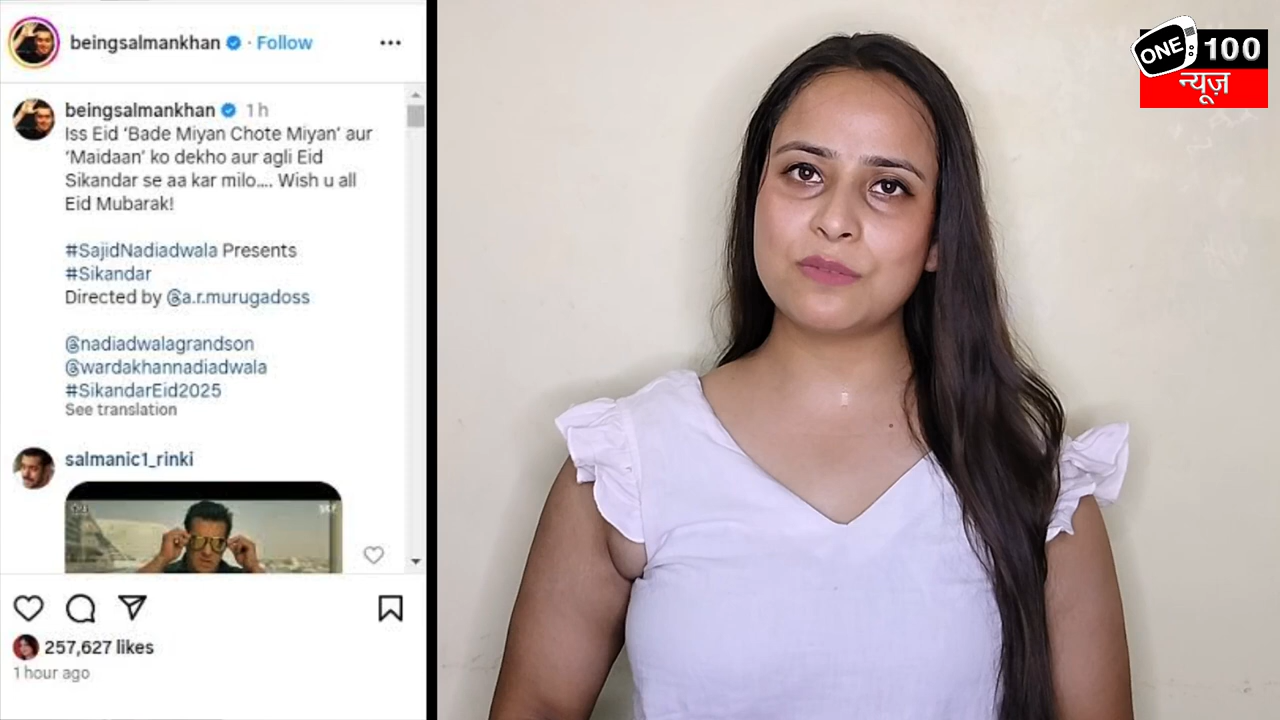 beingsalmankhan · Follow
beingsalmankhan 1 h
Iss Eid ‘Bade Miyan Chote Miyan’ aur
‘Maidaan’ ko dekho aur agli Eid
Sikandar se aa kar milo.... Wish u all
Eid Mubarak!
#SajidNadiadwala Presents
#Sikandar
Directed by @a.r.murugadoss
@nadiadwalagrandson
@wardakhannadiadwala
#SikandarEid2025
See translation
salmanic1_rinki
257,627 likes
1 hour ago
ONE 100
न्यूज़